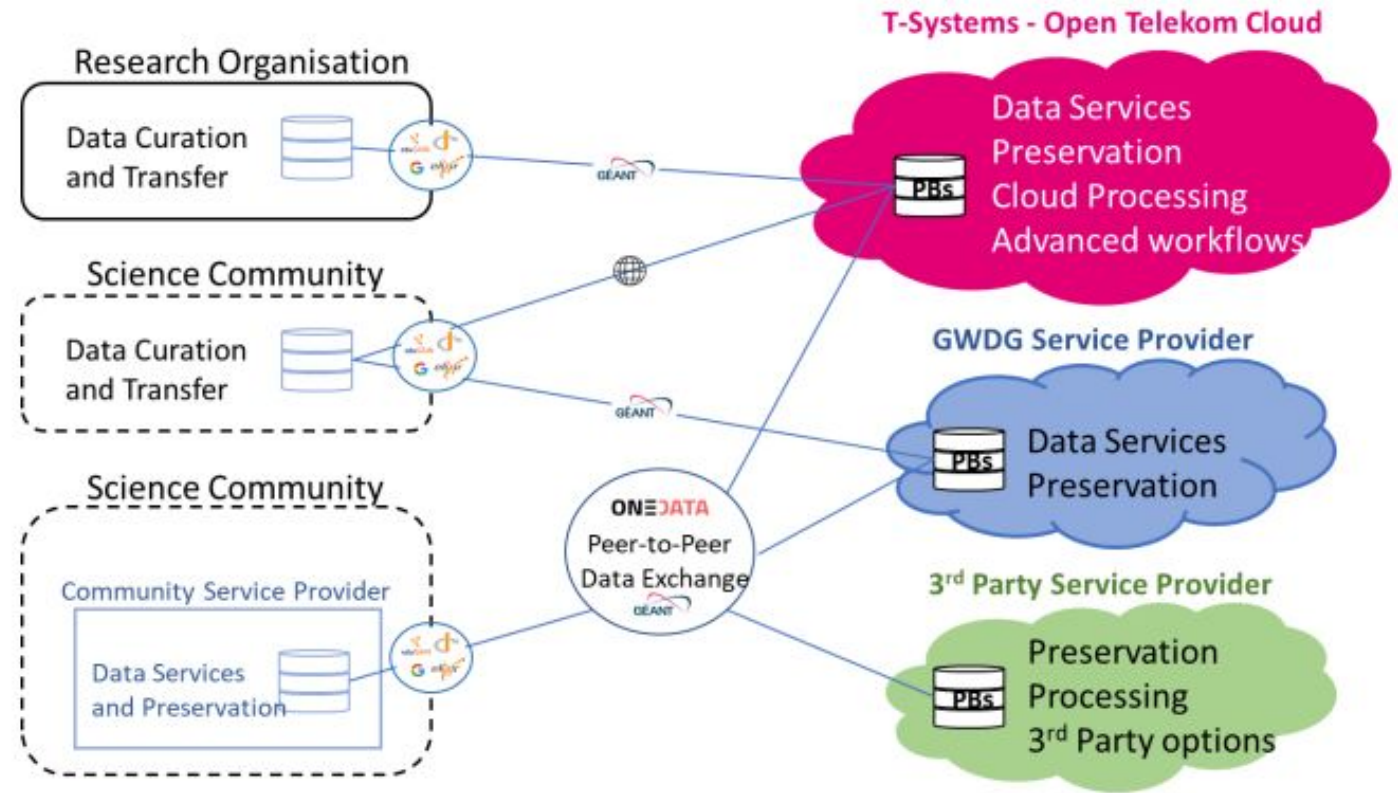 T-Systems - Open Telekom Cloud
Research Organisation
Data Curation
and Transfer
G
GÉANT
Data Services
Preservation
Cloud Processing
Advanced workflows
PBs
Science Community
Data Curation
and Transfer
G
GÉANT
GWDG Service Provider
PBs
Data Services
Preservation
Science Community
Community Service Provider
Data Services
and Preservation
G
ONEDATA
Peer-to-Peer
Data Exchange
GÉANT
3rd Party Service Provider
PBs
Preservation
Processing
3rd Party options